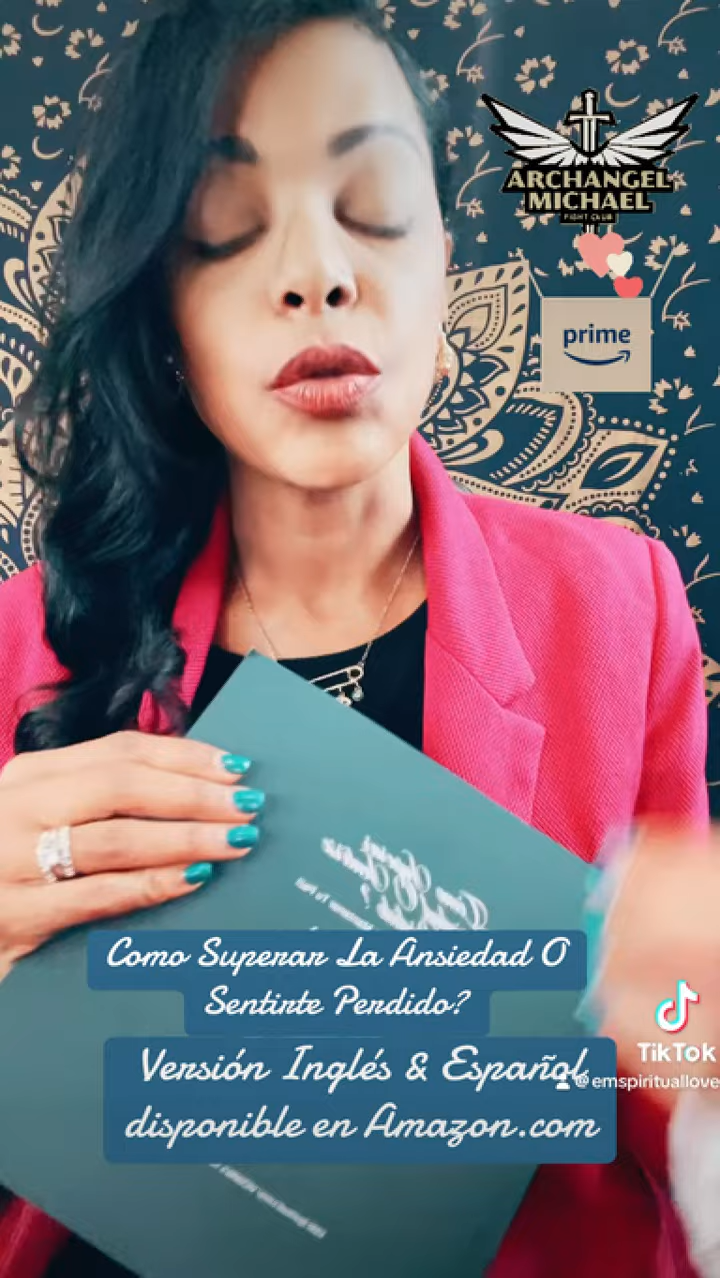 ARCHANGEL
MICHAEL
FIGHT CLUB
prime
Como Superar La Ansiedad O
Sentirte Perdido?
Versión Inglés & Español
disponible en Amazon.com
TikTok
@emspirituallove